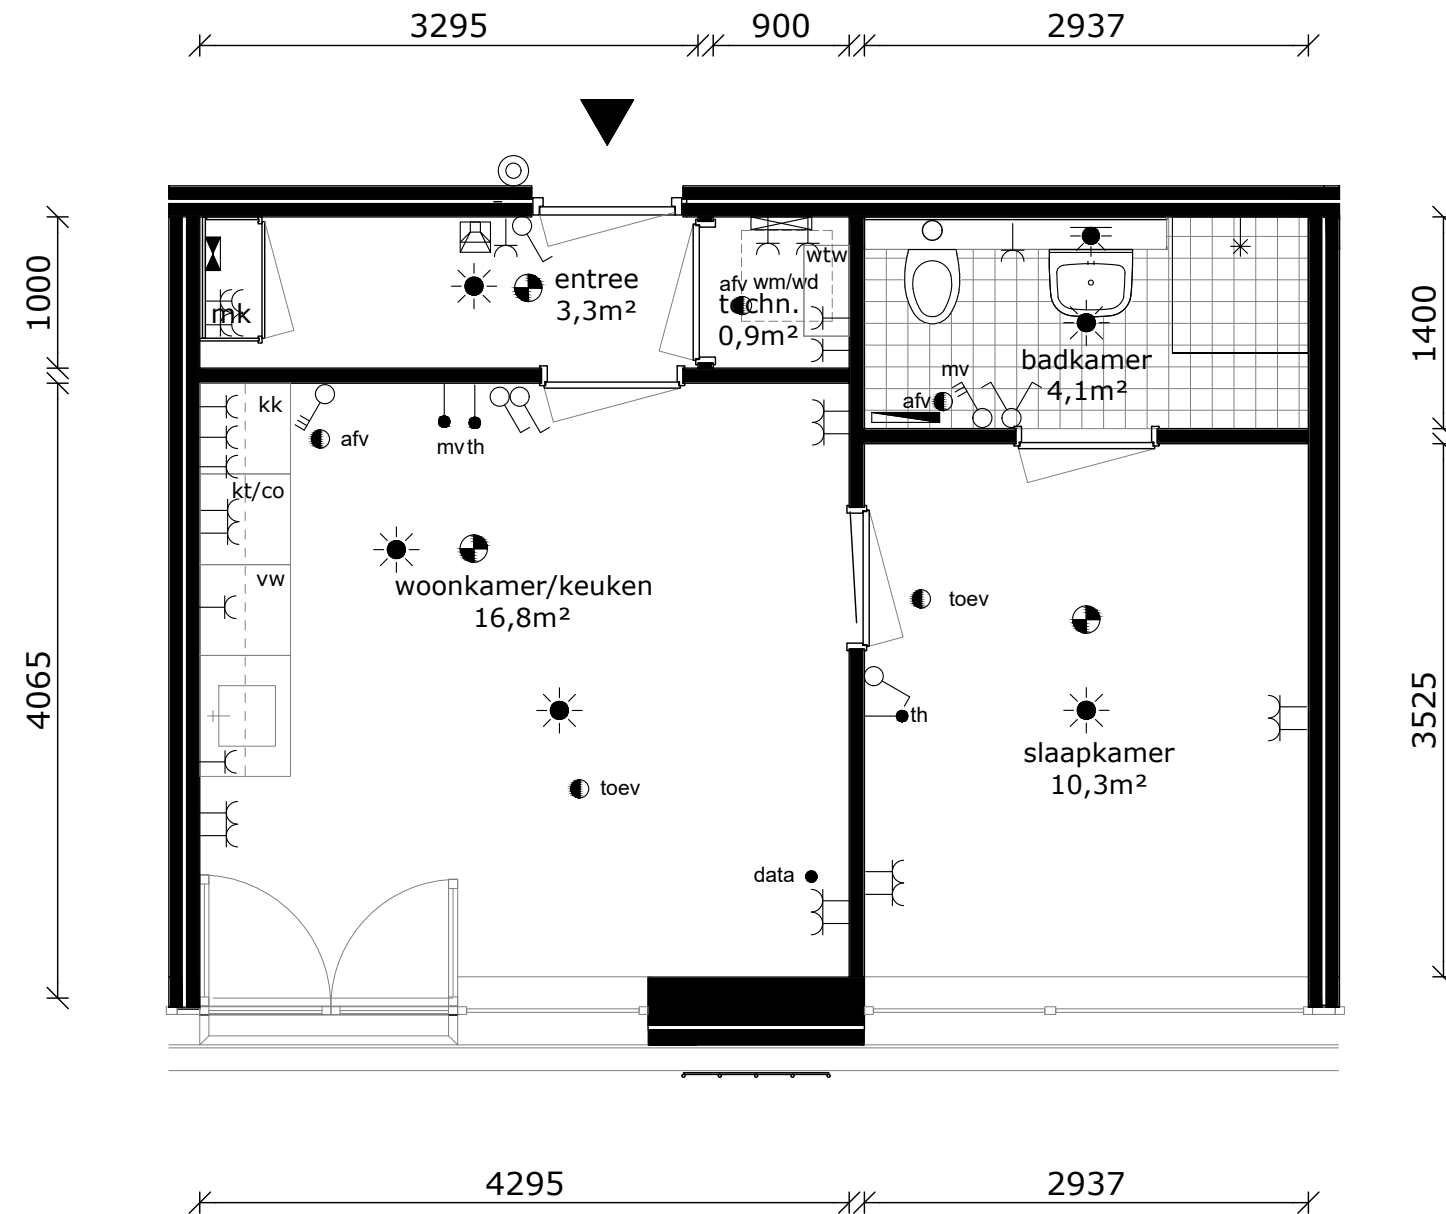 3295
900
2937
1000
1400
entree
3,3m²
wtw
afv wm/wd
techn.
0,9m²
mk
badkamer
4,1m²
mv
afv
kk
afv
mv th
kt/co
vw
woonkamer/keuken
16,8m²
toev
4065
3525
th
slaapkamer
10,3m²
toev
data
4295
2937